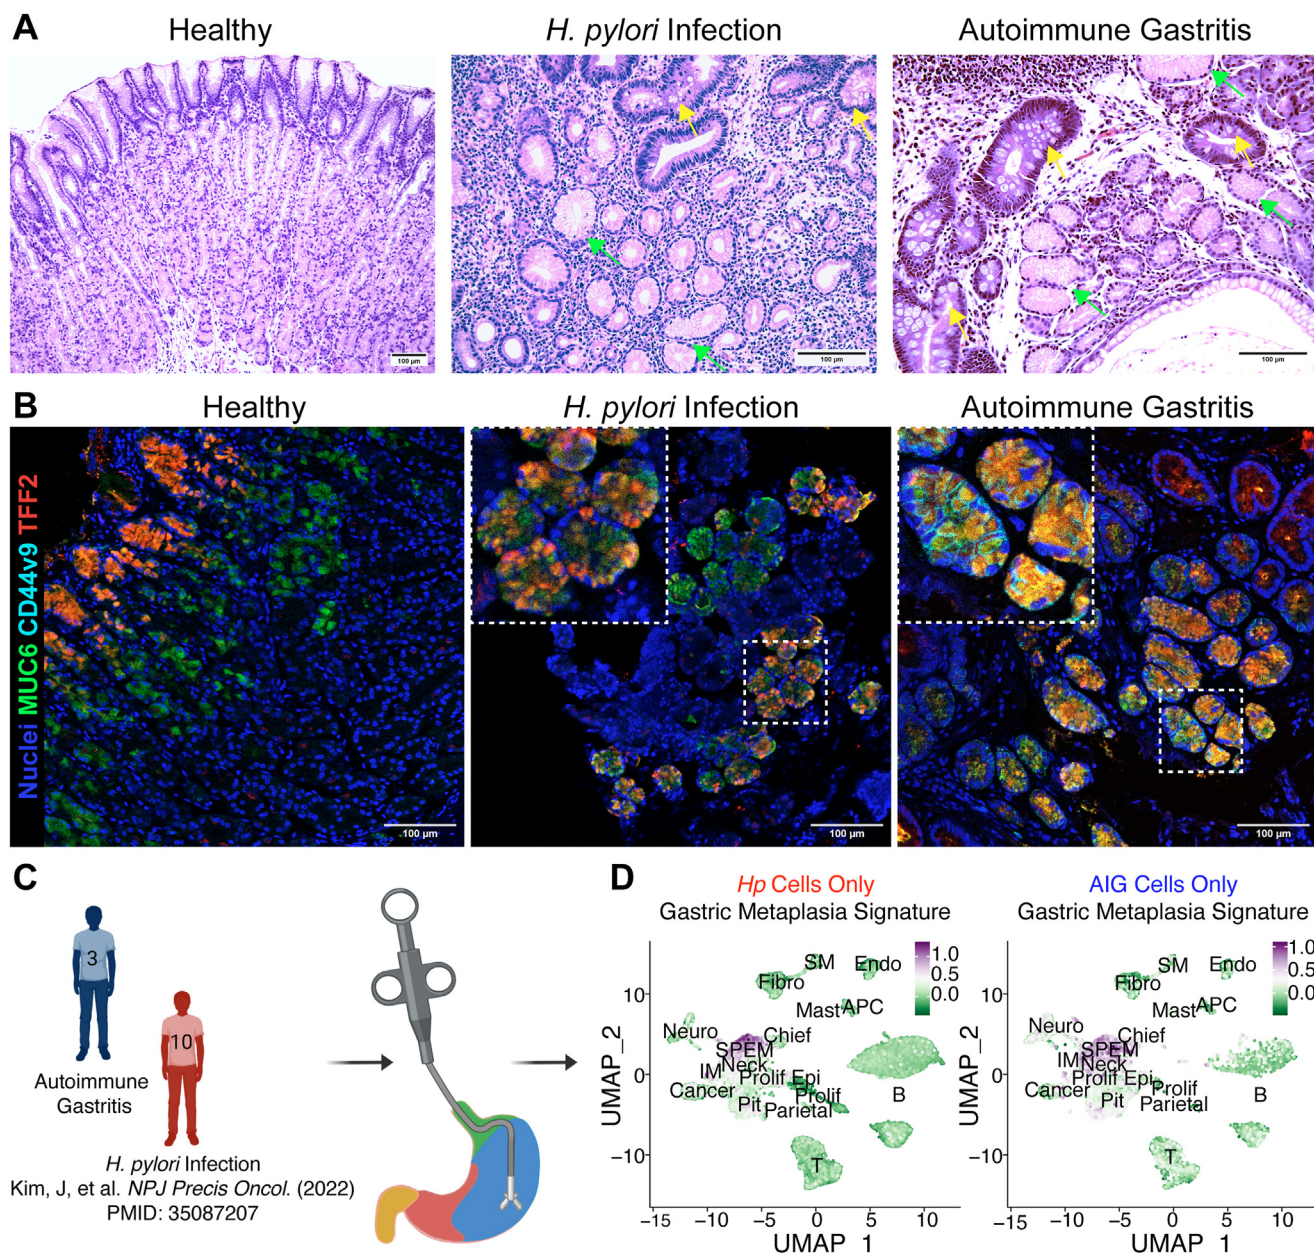 A
Healthy
H. pylori Infection
Autoimmune Gastritis
100 µm
100 µm
100 µm
B
Healthy
H. pylori Infection
Autoimmune Gastritis
Nuclei MUC6 CD44v9 TFF2
100 µm
100 µm
100 µm
C
3
10
Autoimmune
Gastritis
H. pylori Infection
Kim, J, et al. NPJ Precis Oncol. (2022)
PMID: 35087207
D
Hp Cells Only
Gastric Metaplasia Signature
1.0
0.5
0.0
SM
Endo
Fibro
Mast
APC
Neuro
Chief
SPEM
Neck
IM
Prolif Epi
Cancer
Prolif
Pit
Parietal
B
T
10
0
−10
UMAP_2
−15
−10
−5
0
5
10
UMAP_1
AIG Cells Only
Gastric Metaplasia Signature
1.0
0.5
0.0
SM
Endo
Fibro
Mast
APC
Neuro
Chief
SPEM
IM
Neck
Prolif Epi
Cancer
Prolif
Pit
Parietal
B
T
10
0
−10
UMAP_2
−15
−10
−5
0
5
10
UMAP_1